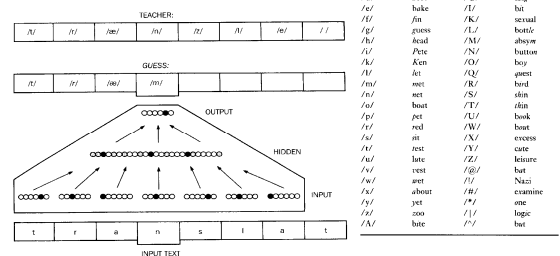 TEACHER:
/t/ /r/ /æ/ /n/ /z/ /l/ /e/ / /
GUESS:
/t/ /r/ /æ/ /m/
OUTPUT
HIDDEN
INPUT
t r a n s l a t
INPUT TEXT
/e/ bake /I/ bit
/f/ fin /K/ sexual
/g/ guess /L/ bottle
/h/ head /M/ absym
/i/ Pete /N/ button
/k/ Ken /O/ boy
/l/ let /Q/ quest
/m/ met /R/ bird
/n/ net /S/ shin
/o/ boat /T/ thin
/p/ pet /U/ book
/r/ red /W/ bout
/s/ sit /X/ excess
/t/ test /Y/ cute
/u/ lute /Z/ leisure
/v/ vest /@/ bat
/w/ wet /!/ Nazi
/x/ about /#/ examine
/y/ yet /*/ one
/z/ zoo /|/ logic
/A/ bite /^/ but